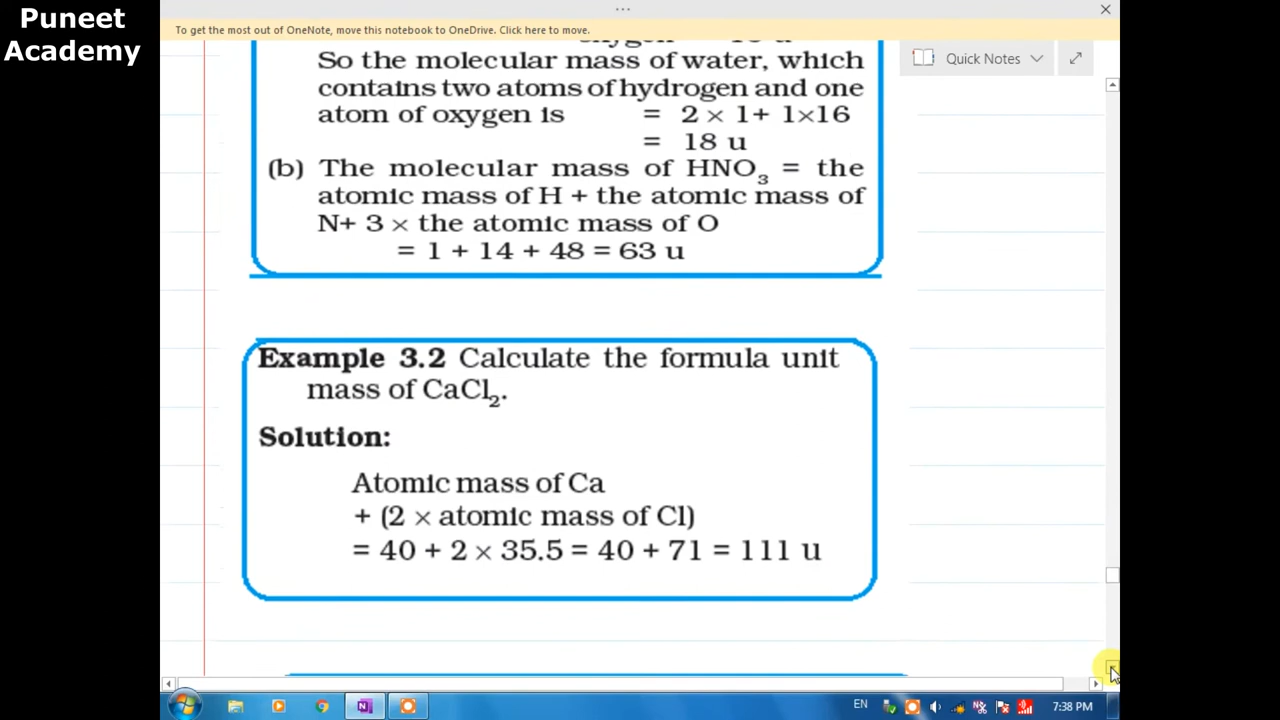 Puneet
Academy
To get the most out of OneNote, move this notebook to OneDrive. Click here to move.
Quick Notes
So the molecular mass of water, which
contains two atoms of hydrogen and one
atom of oxygen is = 2 × 1+ 1×16
= 18 u
(b) The molecular mass of HNO₃ = the
atomic mass of H + the atomic mass of
N+ 3 × the atomic mass of O
= 1 + 14 + 48 = 63 u
Example 3.2 Calculate the formula unit
mass of CaCl₂.
Solution:
Atomic mass of Ca
+ (2 × atomic mass of Cl)
= 40 + 2 × 35.5 = 40 + 71 = 111 u
EN 7:38 PM